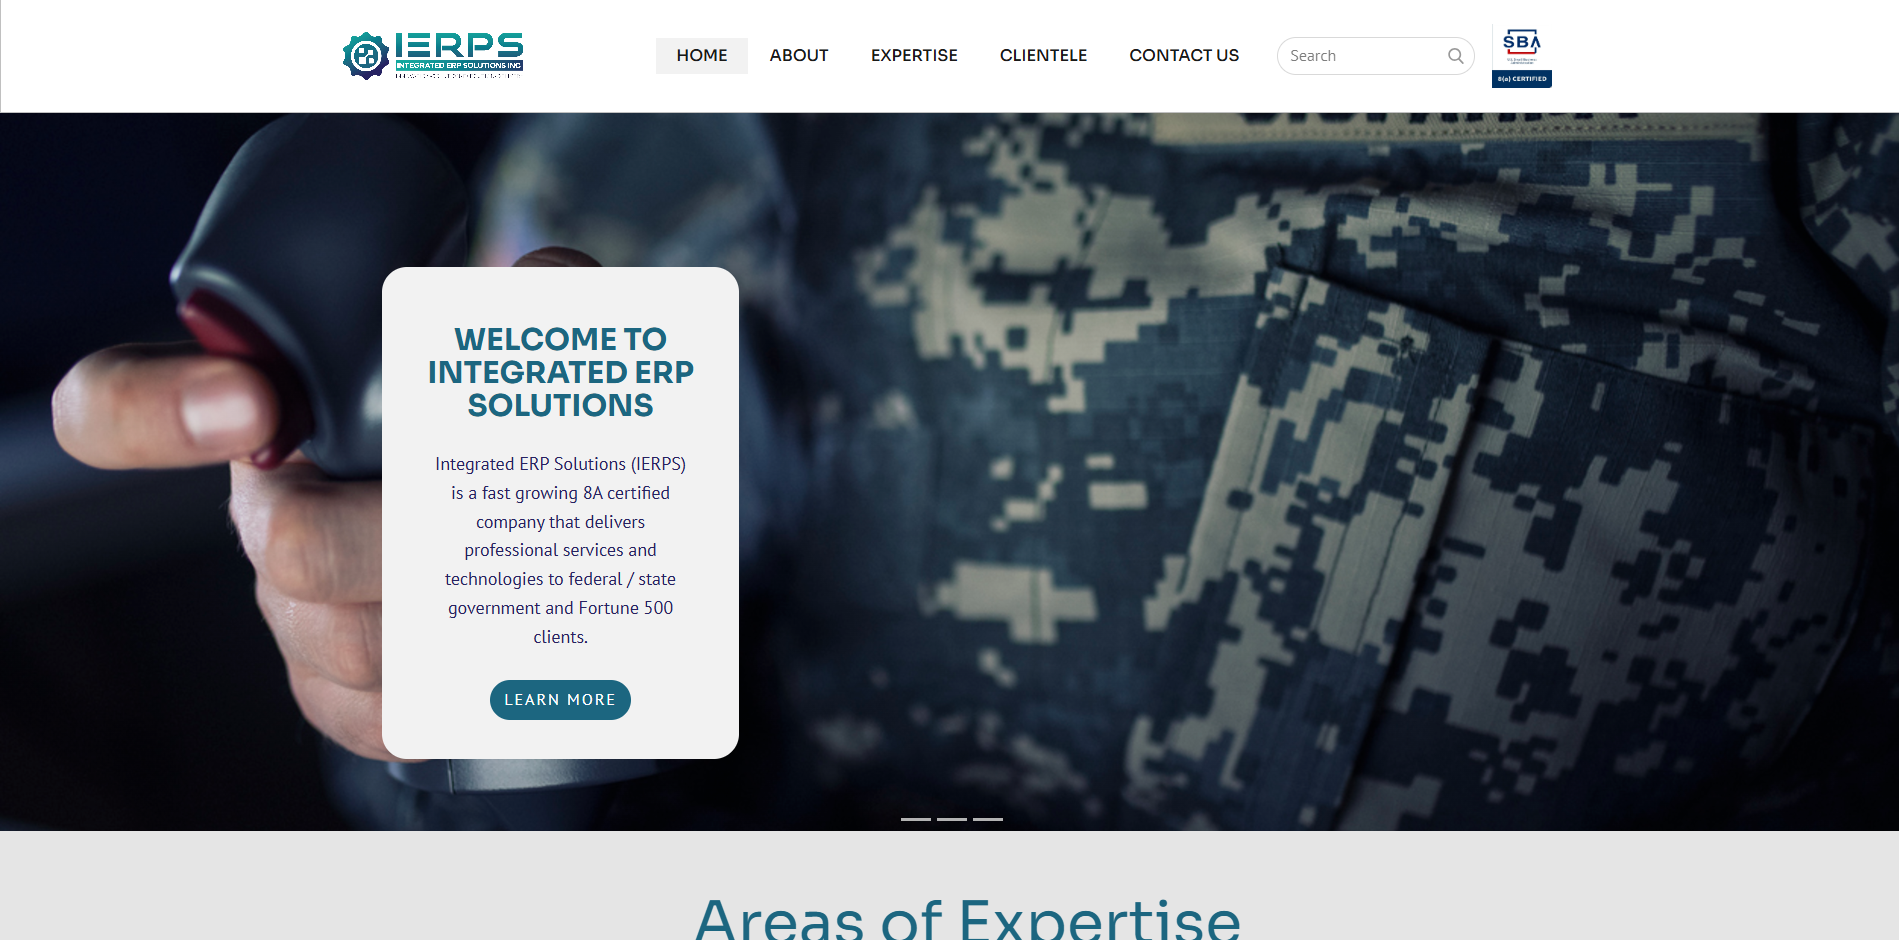 IERPS
INTEGRATED ERP SOLUTIONS INC
HOME
ABOUT
EXPERTISE
CLIENTELE
CONTACT US
Search
SBA
8(a) CERTIFIED
WELCOME TO
INTEGRATED ERP
SOLUTIONS
Integrated ERP Solutions (IERPS)
is a fast growing 8A certified
company that delivers
professional services and
technologies to federal / state
government and Fortune 500
clients.
LEARN MORE
Areas of Expertise